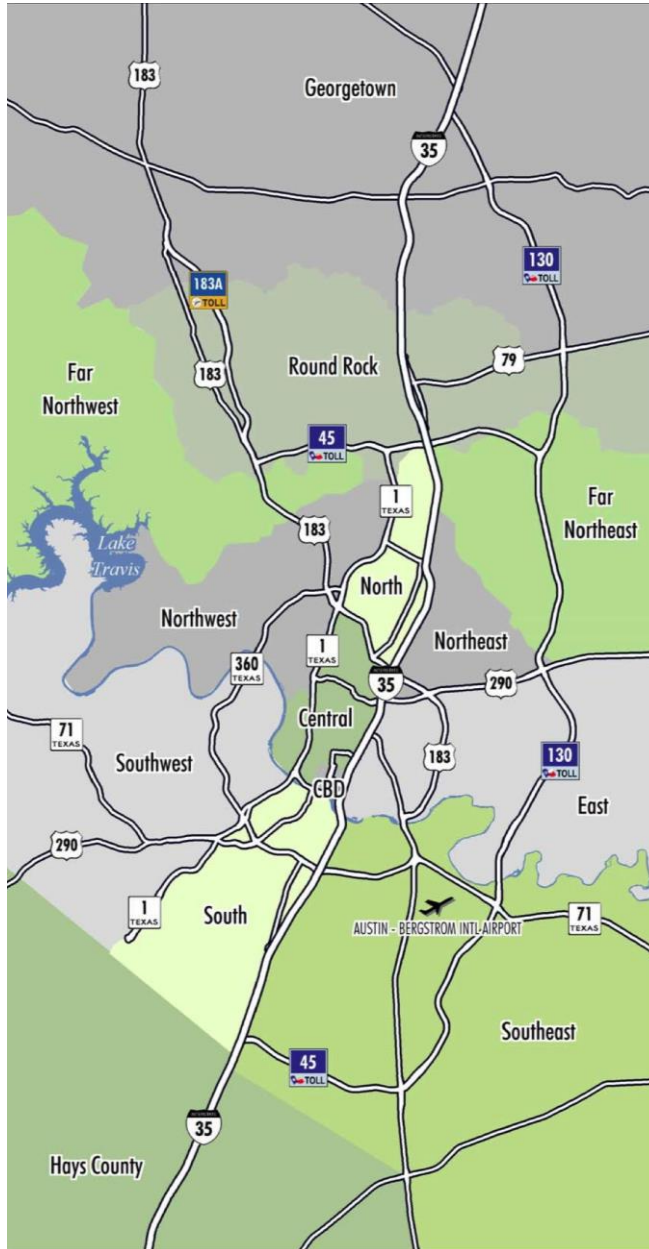 183
Georgetown
35
130
TOLL
183A
TOLL
79
Round Rock
183
Far
Northwest
45
TOLL
1
TEXAS
Far
Northeast
183
Lake
Travis
North
Northwest
Northeast
1
TEXAS
360
TEXAS
35
290
Central
71
TEXAS
183
130
TOLL
Southwest
CBD
East
290
1
TEXAS
South
71
TEXAS
AUSTIN - BERGSTROM INTL AIRPORT
Southeast
45
TOLL
35
Hays County